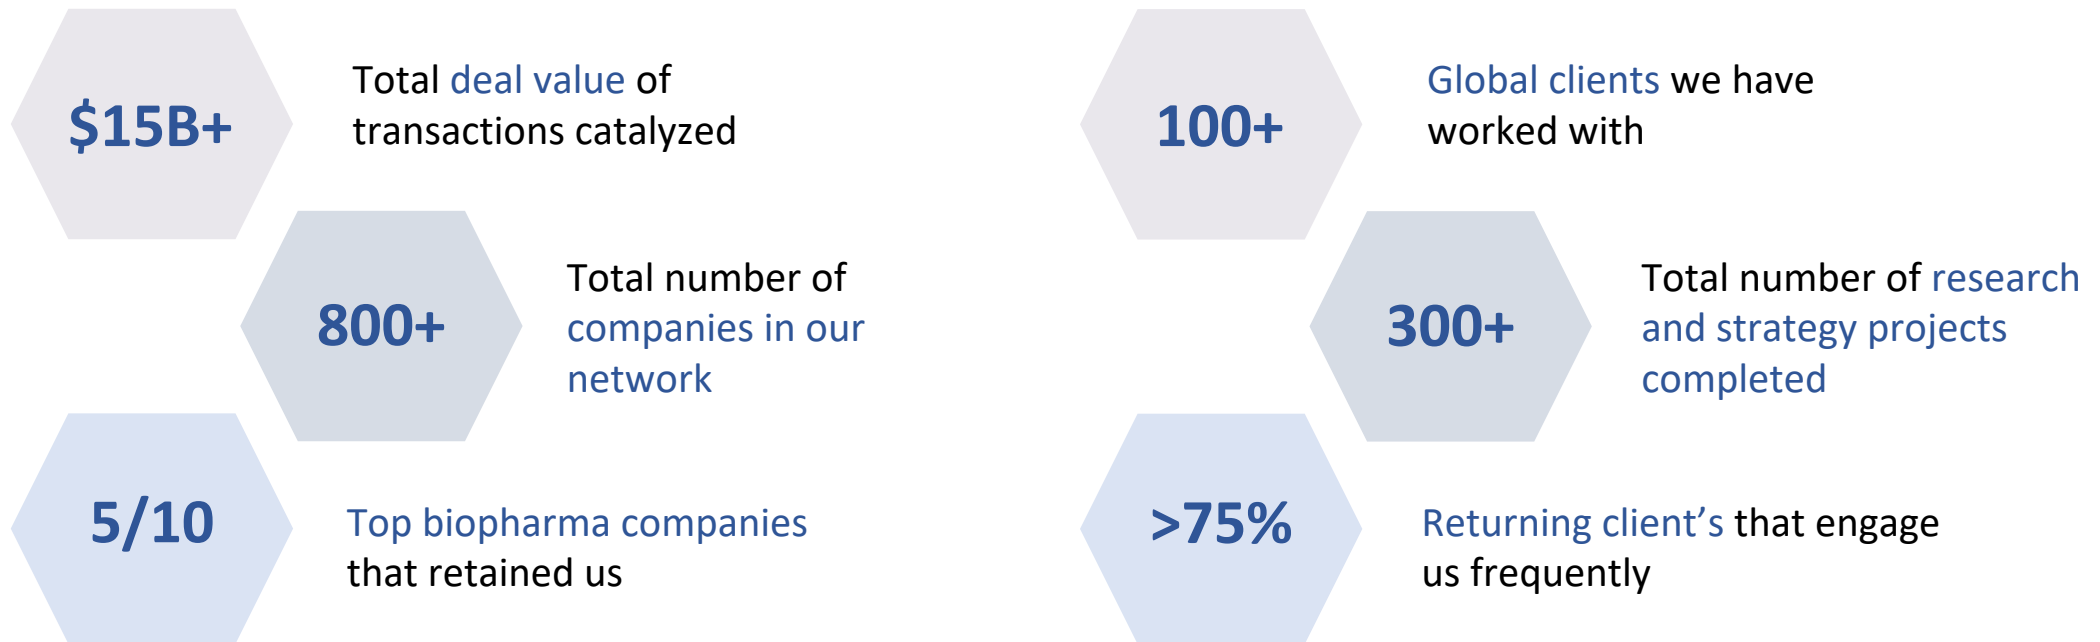 $15B+
Total deal value of
transactions catalyzed
800+
Total number of
companies in our
network
5/10
Top biopharma companies
that retained us
100+
Global clients we have
worked with
300+
Total number of research
and strategy projects
completed
>75%
Returning client’s that engage
us frequently